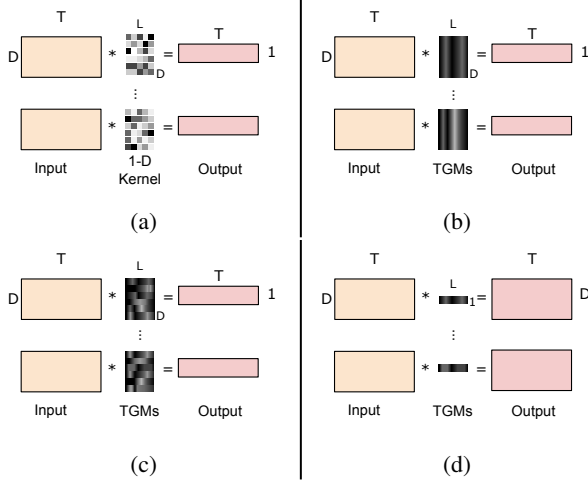 T
L
T
D
*
=
1
D
...
*
=
Input
1-D
Kernel
Output
(a)
T
L
T
D
*
=
1
D
...
*
=
Input
TGMs
Output
(b)
T
L
T
D
*
=
1
D
...
*
=
Input
TGMs
Output
(c)
T
L
T
D
*
1
=
D
...
*
=
Input
TGMs
Output
(d)